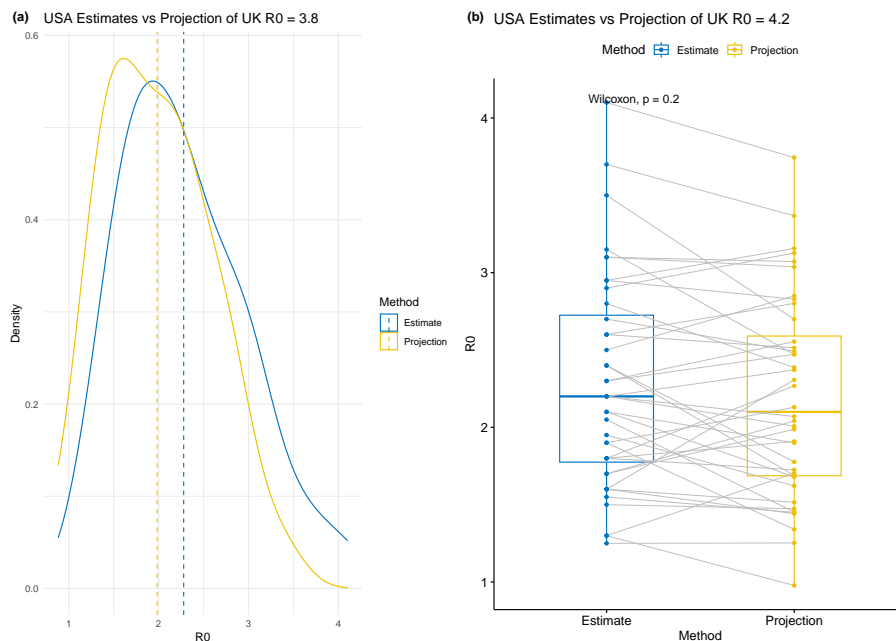 (a) USA Estimates vs Projection of UK R0 = 3.8
0.6
0.4
0.2
0.0
Density
1 2 3 4
R0
Method
Estimate
Projection
(b) USA Estimates vs Projection of UK R0 = 4.2
Method Estimate Projection
Wilcoxon, p = 0.2
4
3
2
1
R0
Estimate Projection
Method